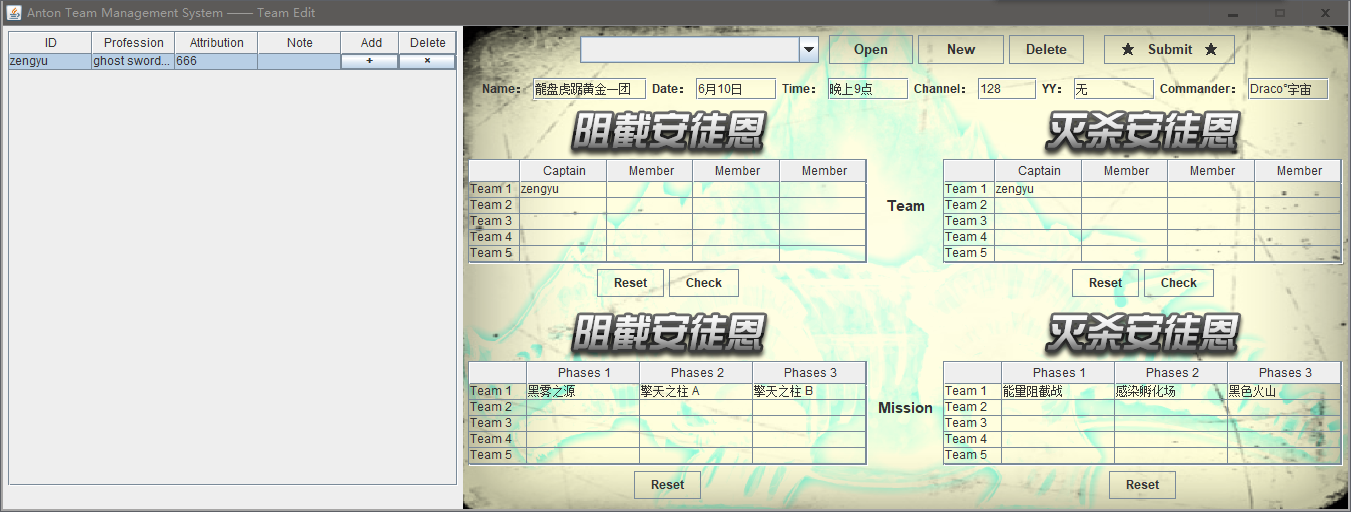 Anton Team Management System —— Team Edit
ID Profession Attribution Note Add Delete
zengyu ghost sword... 666 + ×
Open New Delete ★ Submit ★
Name： 龍盘虎踞黄金一团 Date： 6月10日 Time： 晚上9点 Channel： 128 YY： 无 Commander： Draco°宇宙
阻截安徒恩 灭杀安徒恩
Captain Member Member Member
Team 1 zengyu
Team 2
Team 3
Team 4
Team 5
Team
Captain Member Member Member
Team 1 zengyu
Team 2
Team 3
Team 4
Team 5
Reset Check Reset Check
阻截安徒恩 灭杀安徒恩
Phases 1 Phases 2 Phases 3
Team 1 黑雾之源 擎天之柱 A 擎天之柱 B
Team 2
Team 3
Team 4
Team 5
Mission
Phases 1 Phases 2 Phases 3
Team 1 能量阻截战 感染孵化场 黑色火山
Team 2
Team 3
Team 4
Team 5
Reset Reset